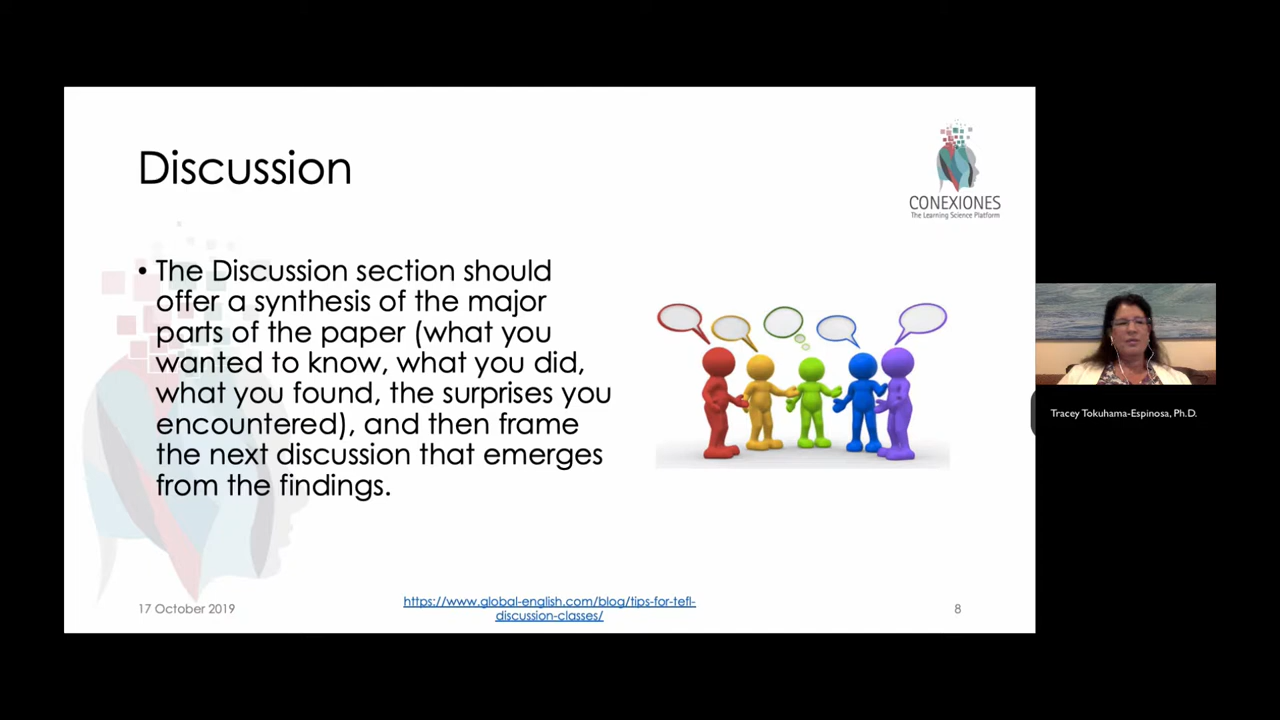 Discussion
CONEXIONES
The Learning Science Platform
• The Discussion section should
offer a synthesis of the major
parts of the paper (what you
wanted to know, what you did,
what you found, the surprises you
encountered), and then frame
the next discussion that emerges
from the findings.
Tracey Tokuhama-Espinosa, Ph.D.
17 October 2019
https://www.global-english.com/blog/tips-for-tefl-
discussion-classes/
8